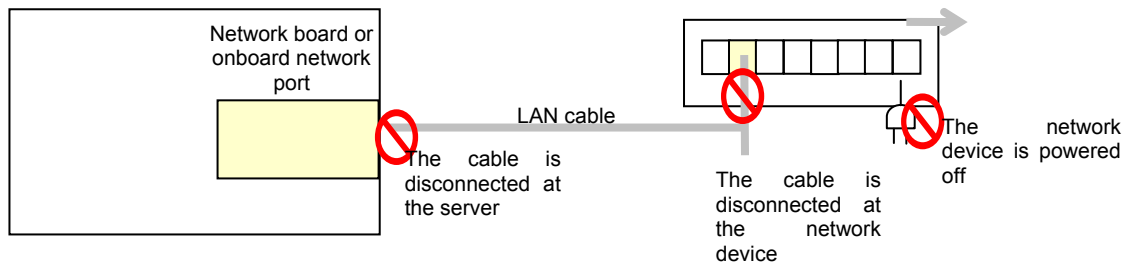 Network board or
onboard network
port
LAN cable
The cable is
disconnected at
the server
The cable is
disconnected at
the network
device
The network
device is powered
off